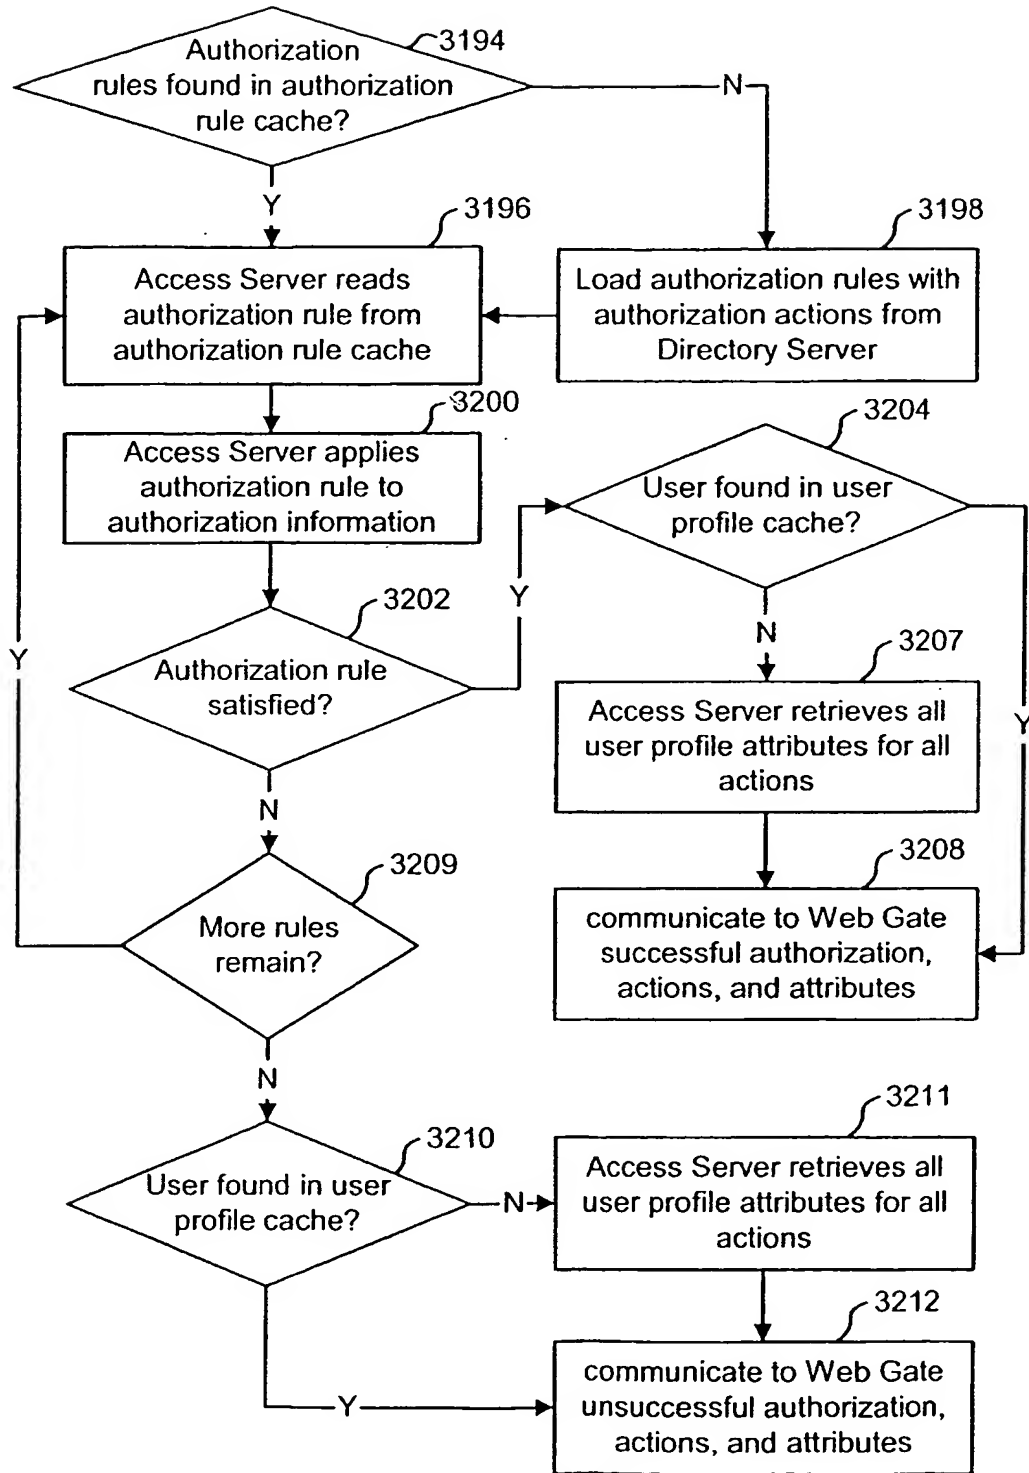 3194
Authorization
rules found in authorization
rule cache?
N
Y
3196
Access Server reads
authorization rule from
authorization rule cache
3198
Load authorization rules with
authorization actions from
Directory Server
3200
Access Server applies
authorization rule to
authorization information
3204
User found in user
profile cache?
Y
N
Y
3202
Authorization rule
satisfied?
Y
N
3207
Access Server retrieves all
user profile attributes for all
actions
3208
communicate to Web Gate
successful authorization,
actions, and attributes
3209
More rules
remain?
N
3210
User found in user
profile cache?
N
Y
3211
Access Server retrieves all
user profile attributes for all
actions
3212
communicate to Web Gate
unsuccessful authorization,
actions, and attributes